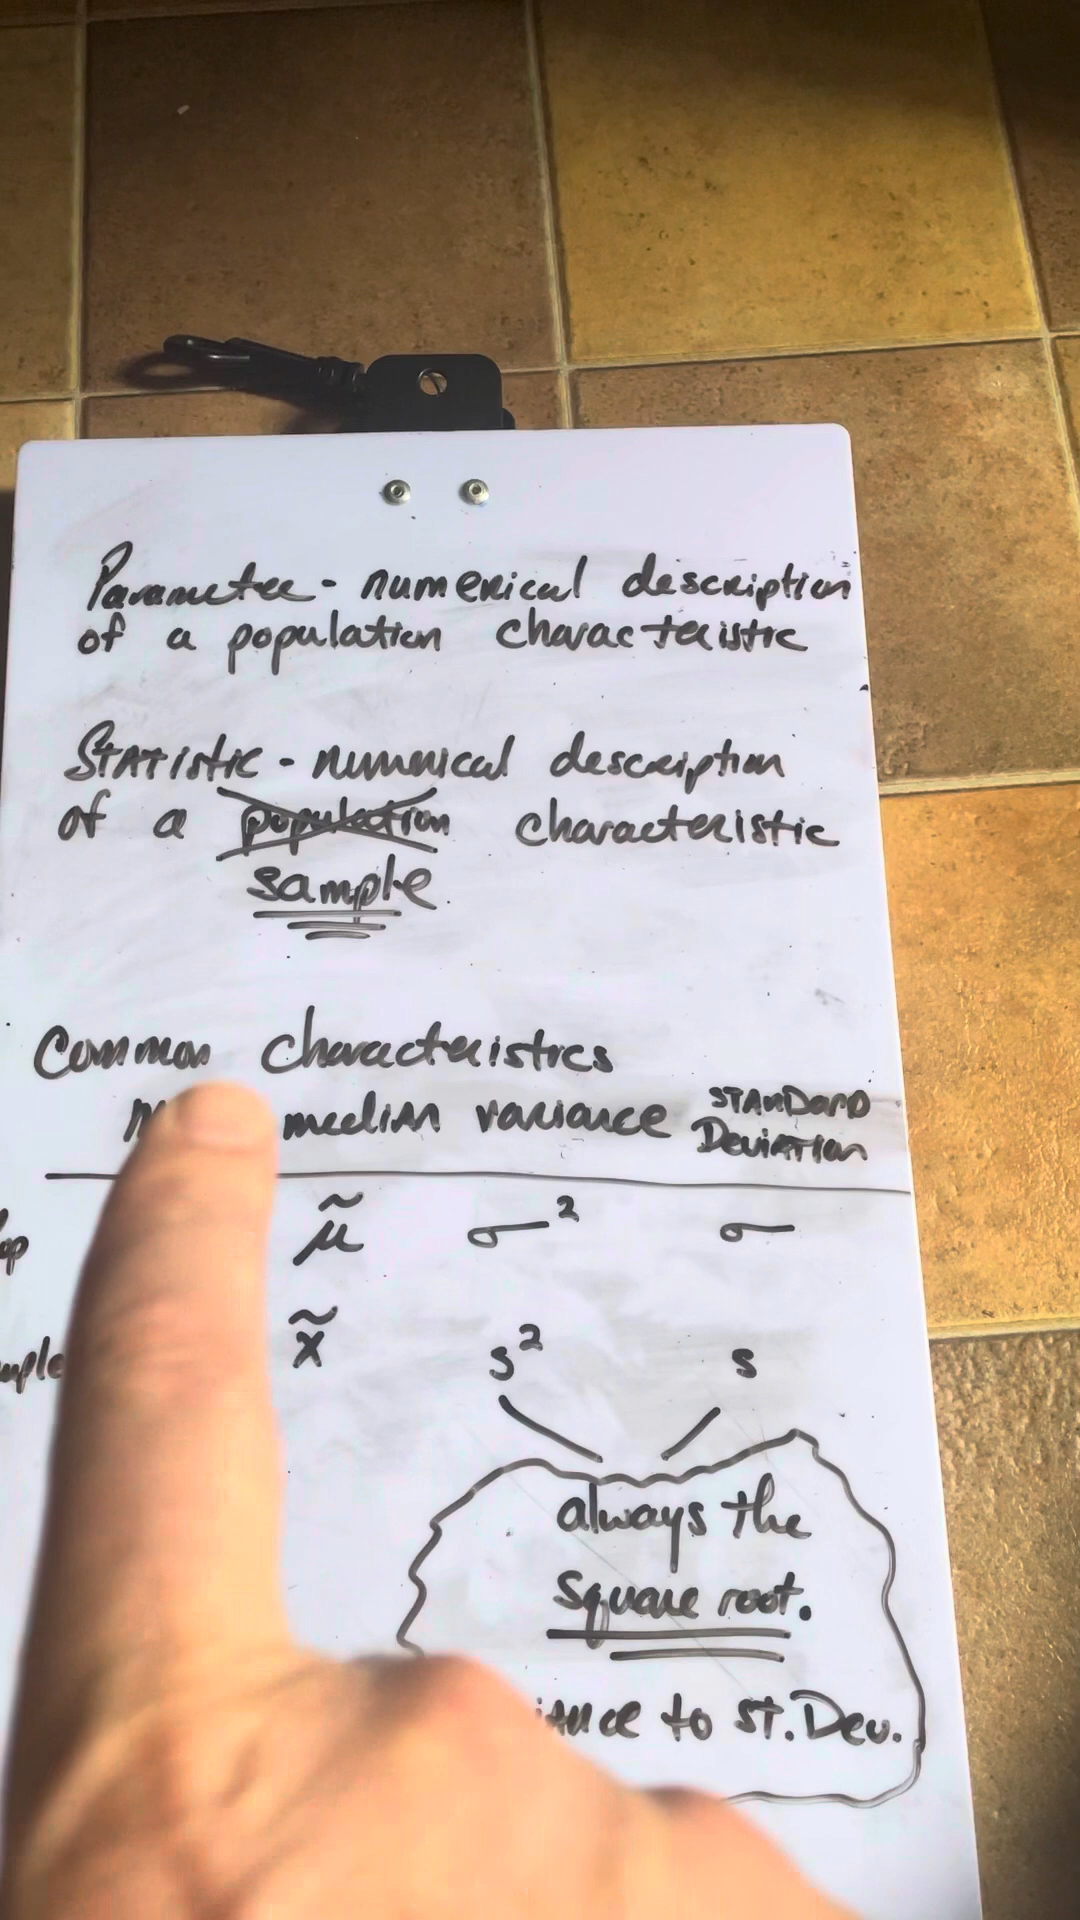 Parameter - numerical description
of a population characteristic
Statistic - numerical description
of a population characteristic
sample
Common Characteristics
median variance STANDARD
DEVIATION
μ̃ σ² σ
x̃ s² s
always the
square root.
to st. Dev.